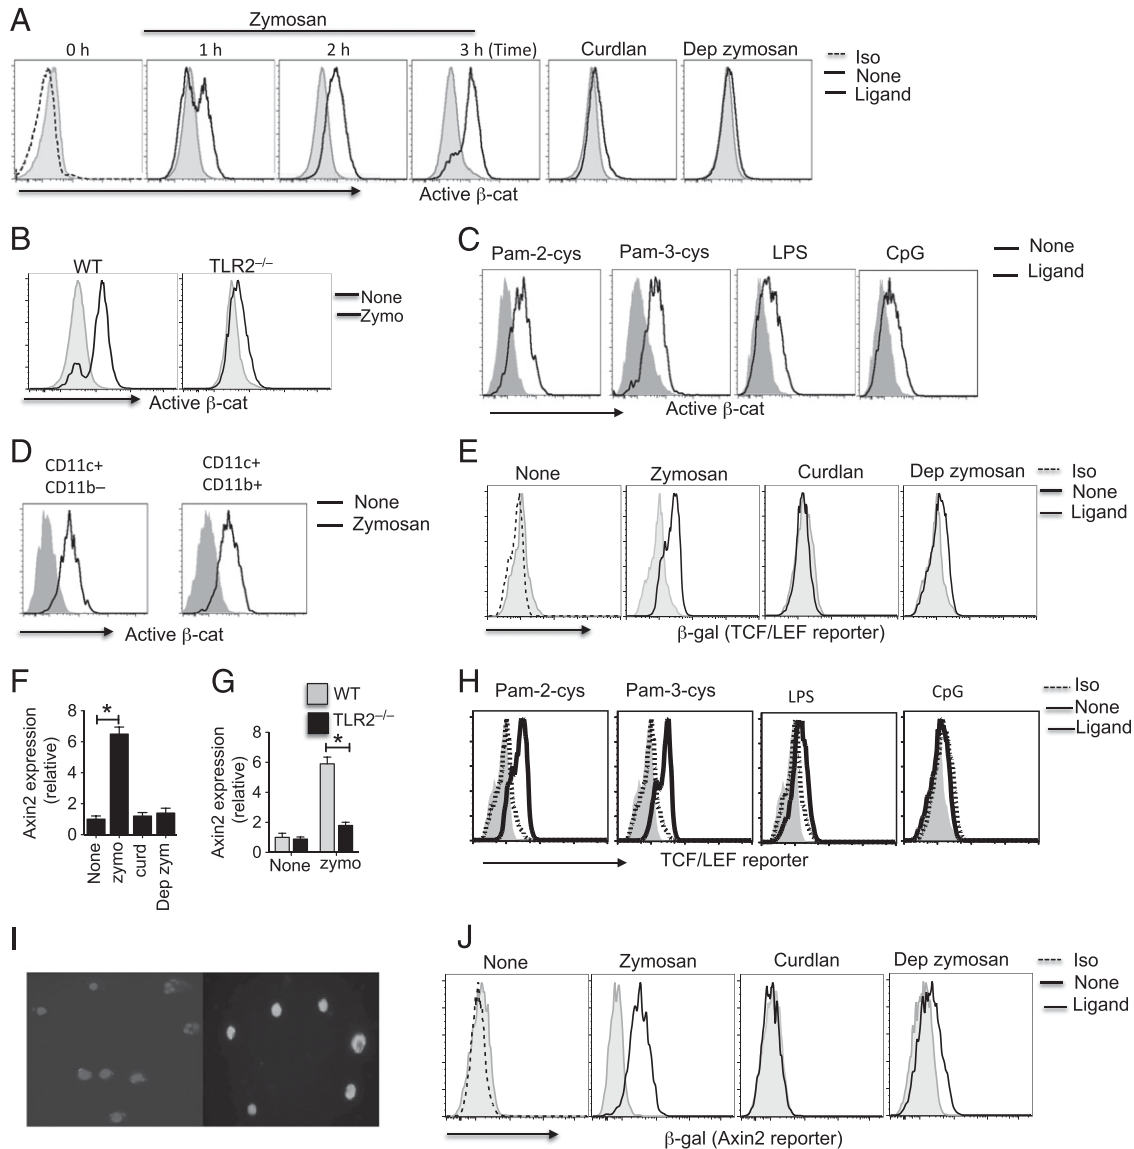 A
Zymosan
0 h
1 h
2 h
3 h (Time)
Curdlan
Dep zymosan
Iso
None
Ligand
Active β-cat
B
WT
TLR2–/–
None
Zymo
Active β-cat
C
Pam-2-cys
Pam-3-cys
LPS
CpG
None
Ligand
Active β-cat
D
CD11c+
CD11b–
CD11c+
CD11b+
None
Zymosan
Active β-cat
E
None
Zymosan
Curdlan
Dep zymosan
Iso
None
Ligand
β-gal (TCF/LEF reporter)
F
Axin2 expression
(relative)
8
6
4
2
0
*
None
zymo
curd
Dep zym
G
WT
TLR2–/–
Axin2 expression
(relative)
8
6
4
2
0
*
None
zymo
H
Pam-2-cys
Pam-3-cys
LPS
CpG
Iso
None
Ligand
TCF/LEF reporter
I
J
None
Zymosan
Curdlan
Dep zymosan
Iso
None
Ligand
β-gal (Axin2 reporter)